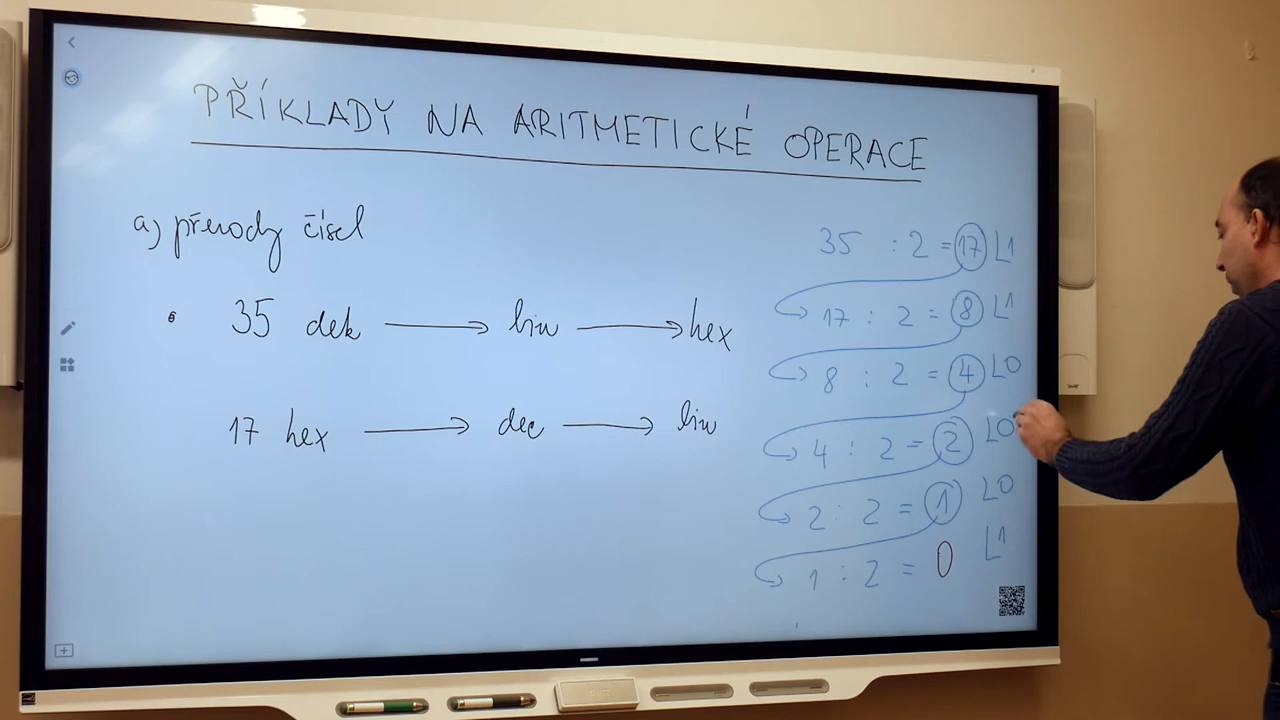 PŘÍKLADY NA ARITMETICKÉ OPERACE
a) převody čísel
35 dek → bin → hex
17 hex → dec → bin
35 : 2 = 17 L1
17 : 2 = 8 L1
8 : 2 = 4 L0
4 : 2 = 2 L0
2 : 2 = 1 L0
1 : 2 = 0 L1